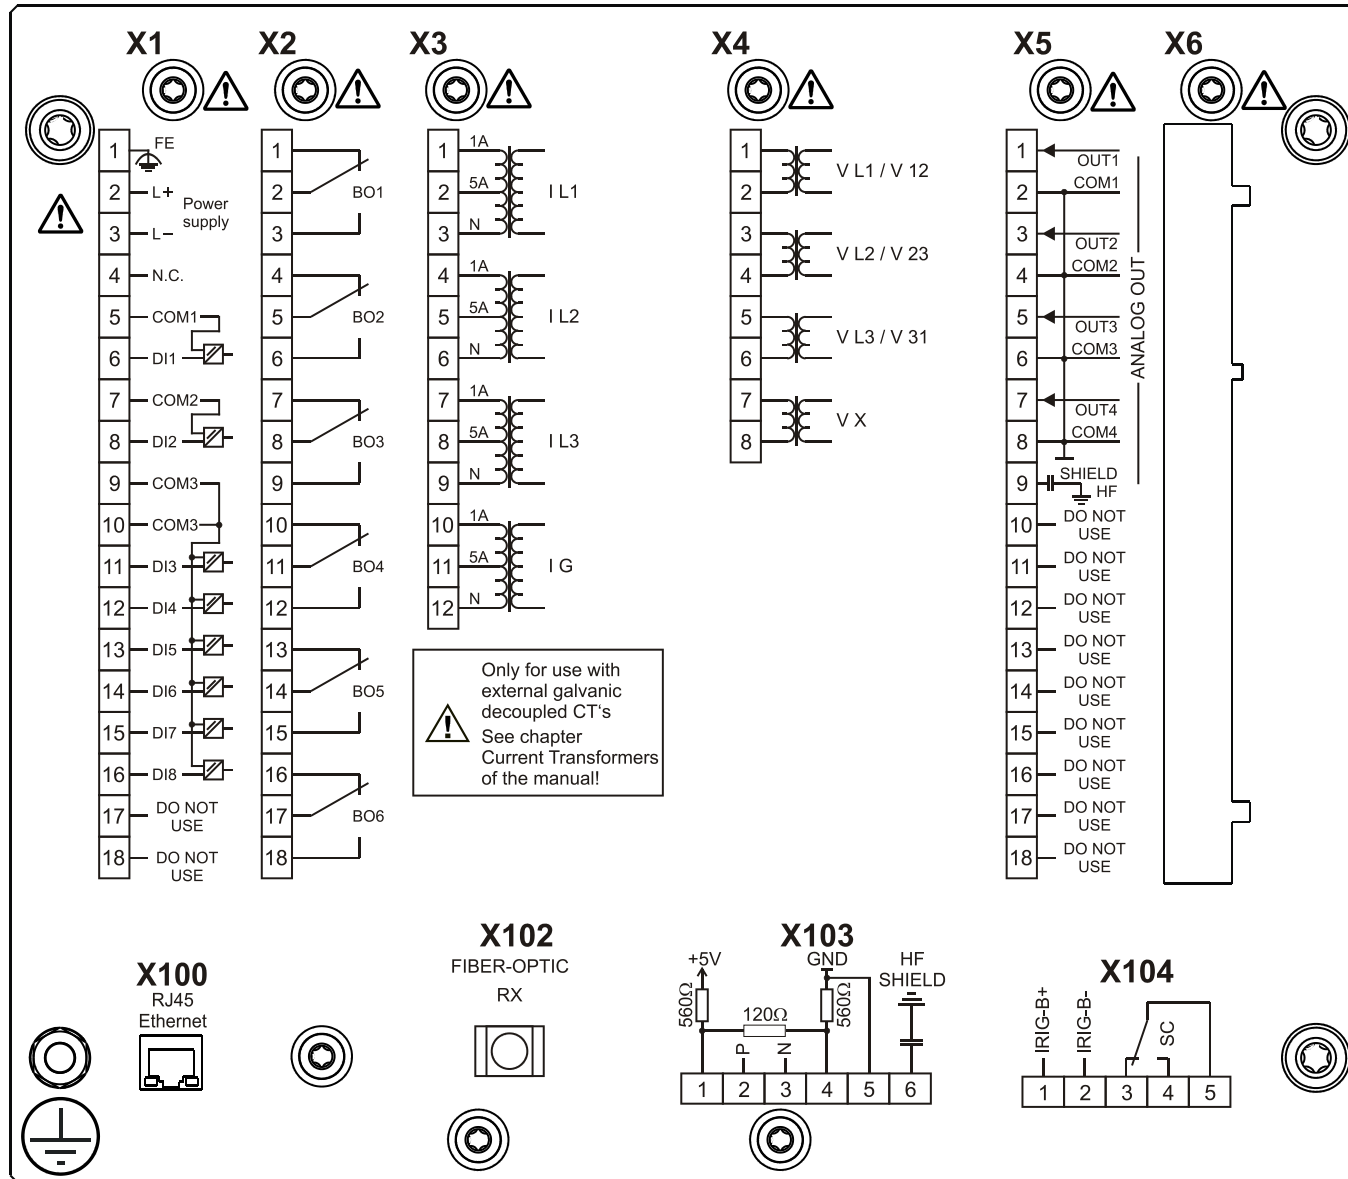 X1
X2
X3
X4
X5
X6
1 FE
2 L+
Power
supply
3 L−
4 N.C.
5 COM1
6 DI1
7 COM2
8 DI2
9 COM3
10 COM3
11 DI3
12 DI4
13 DI5
14 DI6
15 DI7
16 DI8
17 DO NOT
USE
18 DO NOT
USE
1
2 BO1
3
4
5 BO2
6
7
8 BO3
9
10
11 BO4
12
13
14 BO5
15
16
17 BO6
18
1 1A
2 5A I L1
3 N
4 1A
5 5A I L2
6 N
7 1A
8 5A I L3
9 N
10 1A
11 5A I G
12 N
Only for use with
external galvanic
decoupled CT's
See chapter
Current Transformers
of the manual!
1
V L1 / V 12
2
3
V L2 / V 23
4
5
V L3 / V 31
6
7
V X
8
1 OUT1
2 COM1
3 OUT2
4 COM2
5 OUT3
6 COM3
7 OUT4
8 COM4
ANALOG OUT
9 SHIELD
HF
10 DO NOT
USE
11 DO NOT
USE
12 DO NOT
USE
13 DO NOT
USE
14 DO NOT
USE
15 DO NOT
USE
16 DO NOT
USE
17 DO NOT
USE
18 DO NOT
USE
X100
RJ45
Ethernet
X102
FIBER-OPTIC
RX
X103
+5V
GND
HF
SHIELD
560Ω
120Ω
560Ω
P
N
1 2 3 4 5 6
X104
IRIG-B+
IRIG-B-
SC
1 2 3 4 5